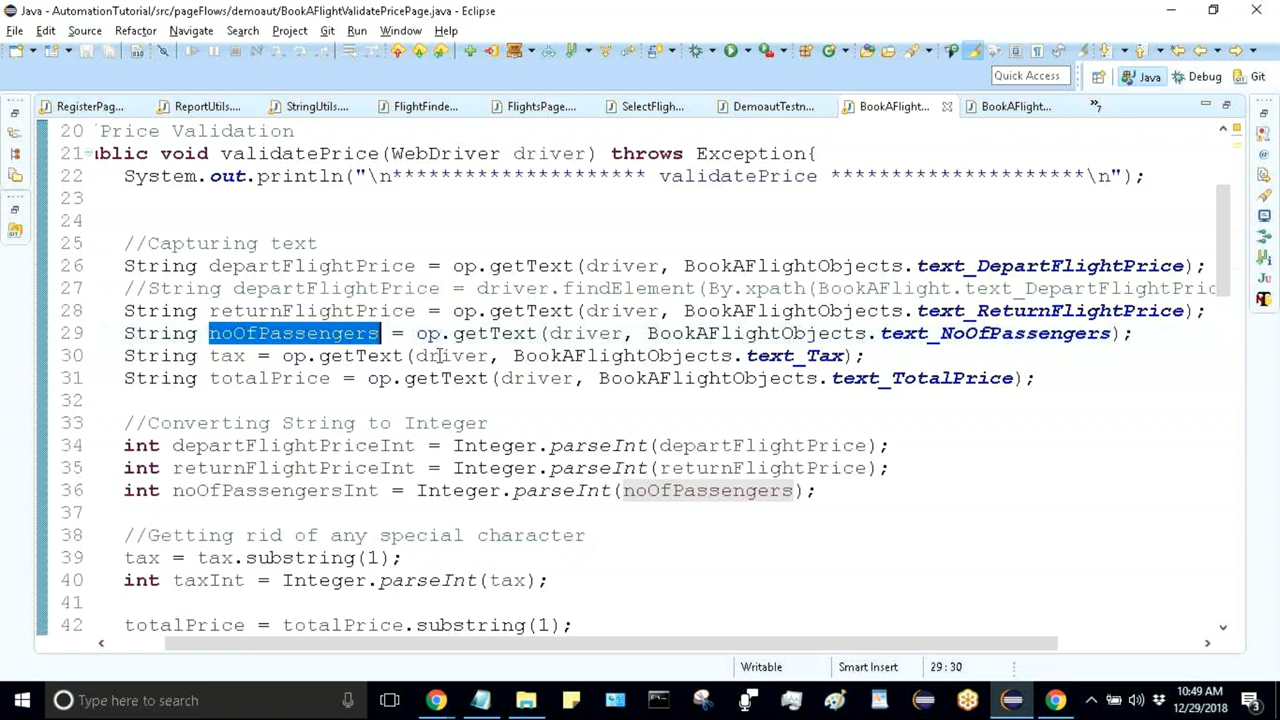 Java - AutomationTutorial/src/pageFlows/demoaut/BookAFlightValidatePricePage.java - Eclipse
File Edit Source Refactor Navigate Search Project Git Run Window Help
Quick Access Java Debug Git
RegisterPag... ReportUtils.... StringUtils.... FlightFinde... FlightsPage.... SelectFligh... DemoautTestn... BookAFlight... BookAFlight... »7
20 'Price Validation
21 ublic void validatePrice(WebDriver driver) throws Exception{
22 System.out.println("\n********************* validatePrice *********************\n");
23
24
25 //Capturing text
26 String departFlightPrice = op.getText(driver, BookAFlightObjects.text_DepartFlightPrice);
27 //String departFlightPrice = driver.findElement(By.xpath(BookAFlight.text_DepartFlightPric
28 String returnFlightPrice = op.getText(driver, BookAFlightObjects.text_ReturnFlightPrice);
29 String noOfPassengers = op.getText(driver, BookAFlightObjects.text_NoOfPassengers);
30 String tax = op.getText(driver, BookAFlightObjects.text_Tax);
31 String totalPrice = op.getText(driver, BookAFlightObjects.text_TotalPrice);
32
33 //Converting String to Integer
34 int departFlightPriceInt = Integer.parseInt(departFlightPrice);
35 int returnFlightPriceInt = Integer.parseInt(returnFlightPrice);
36 int noOfPassengersInt = Integer.parseInt(noOfPassengers);
37
38 //Getting rid of any special character
39 tax = tax.substring(1);
40 int taxInt = Integer.parseInt(tax);
41
42 totalPrice = totalPrice.substring(1);
Writable Smart Insert 29 : 30
Type here to search
10:49 AM
12/29/2018
3